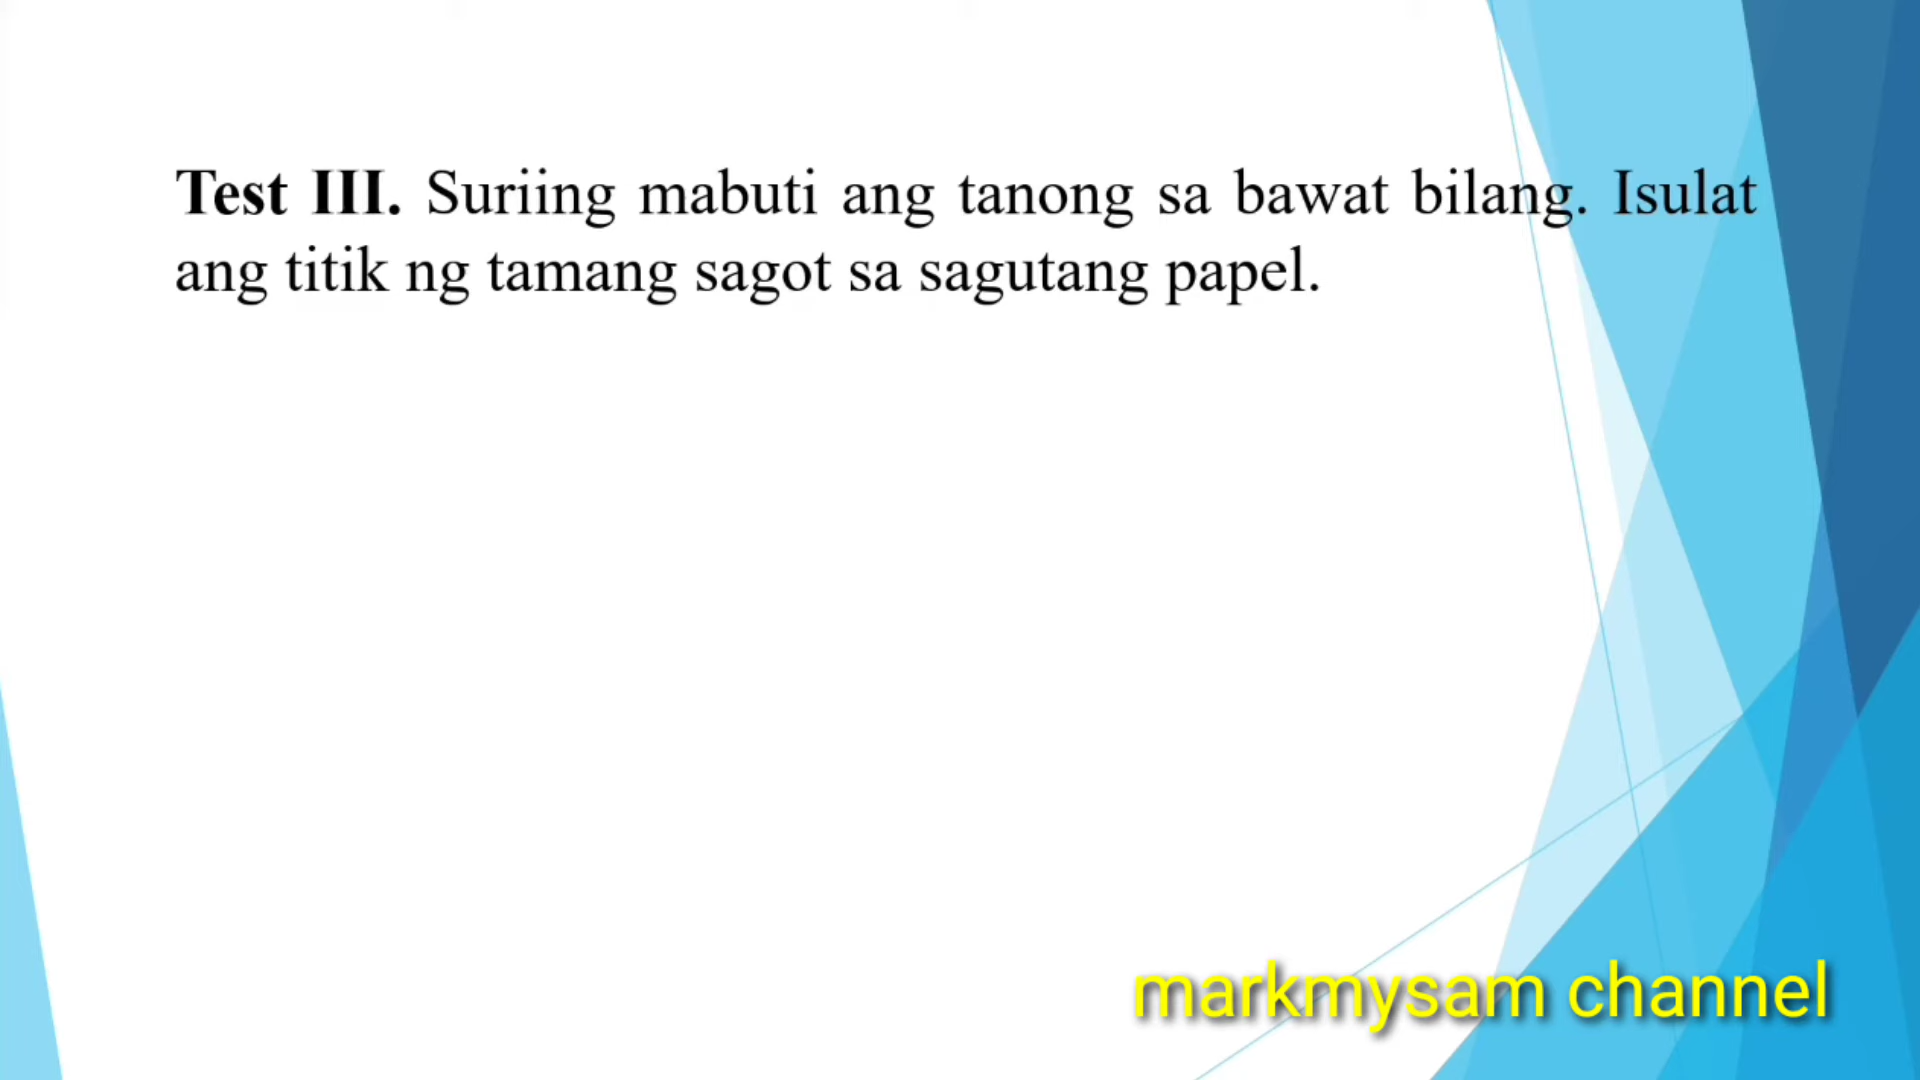 Test III. Suriing mabuti ang tanong sa bawat bilang. Isulat
ang titik ng tamang sagot sa sagutang papel.
markmysam channel